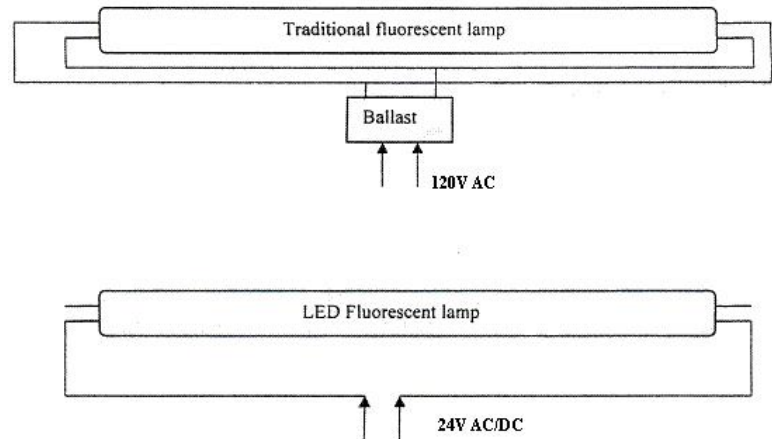 Traditional fluorescent lamp
Ballast
120V AC
LED Fluorescent lamp
24V AC/DC